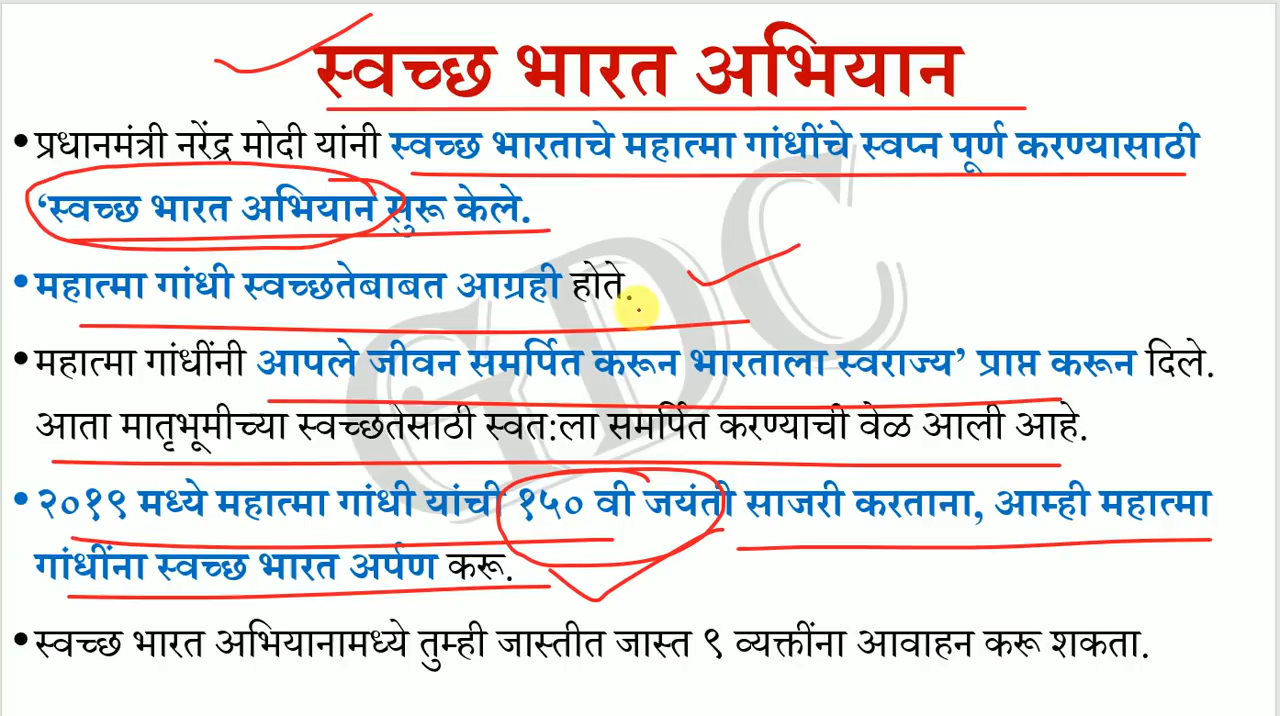 स्वच्छ भारत अभियान
•प्रधानमंत्री नरेंद्र मोदी यांनी स्वच्छ भारताचे महात्मा गांधींचे स्वप्न पूर्ण करण्यासाठी
‘स्वच्छ भारत अभियान सुरू केले.
•महात्मा गांधी स्वच्छतेबाबत आग्रही होते.
•महात्मा गांधींनी आपले जीवन समर्पित करून भारताला स्वराज्य’ प्राप्त करून दिले.
आता मातृभूमीच्या स्वच्छतेसाठी स्वत:ला समर्पित करण्याची वेळ आली आहे.
•२०१९ मध्ये महात्मा गांधी यांची १५० वी जयंती साजरी करताना, आम्ही महात्मा
गांधींना स्वच्छ भारत अर्पण करू.
•स्वच्छ भारत अभियानामध्ये तुम्ही जास्तीत जास्त ९ व्यक्तींना आवाहन करू शकता.
GDC